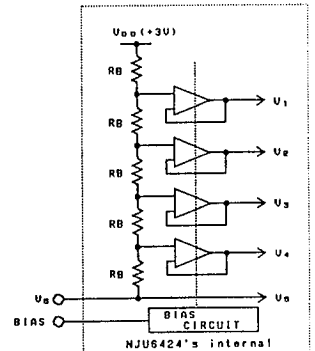 VDD(+3V)
RB
V1
RB
V2
RB
V3
RB
V4
RB
V5
V5
BIAS
BIAS
CIRCUIT
NJU6424's internal